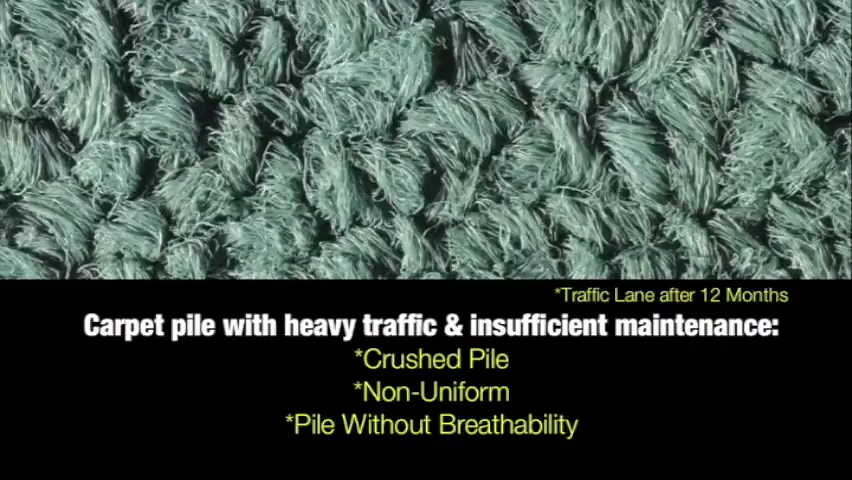 *Traffic Lane after 12 Months
Carpet pile with heavy traffic & insufficient maintenance:
*Crushed Pile
*Non-Uniform
*Pile Without Breathability